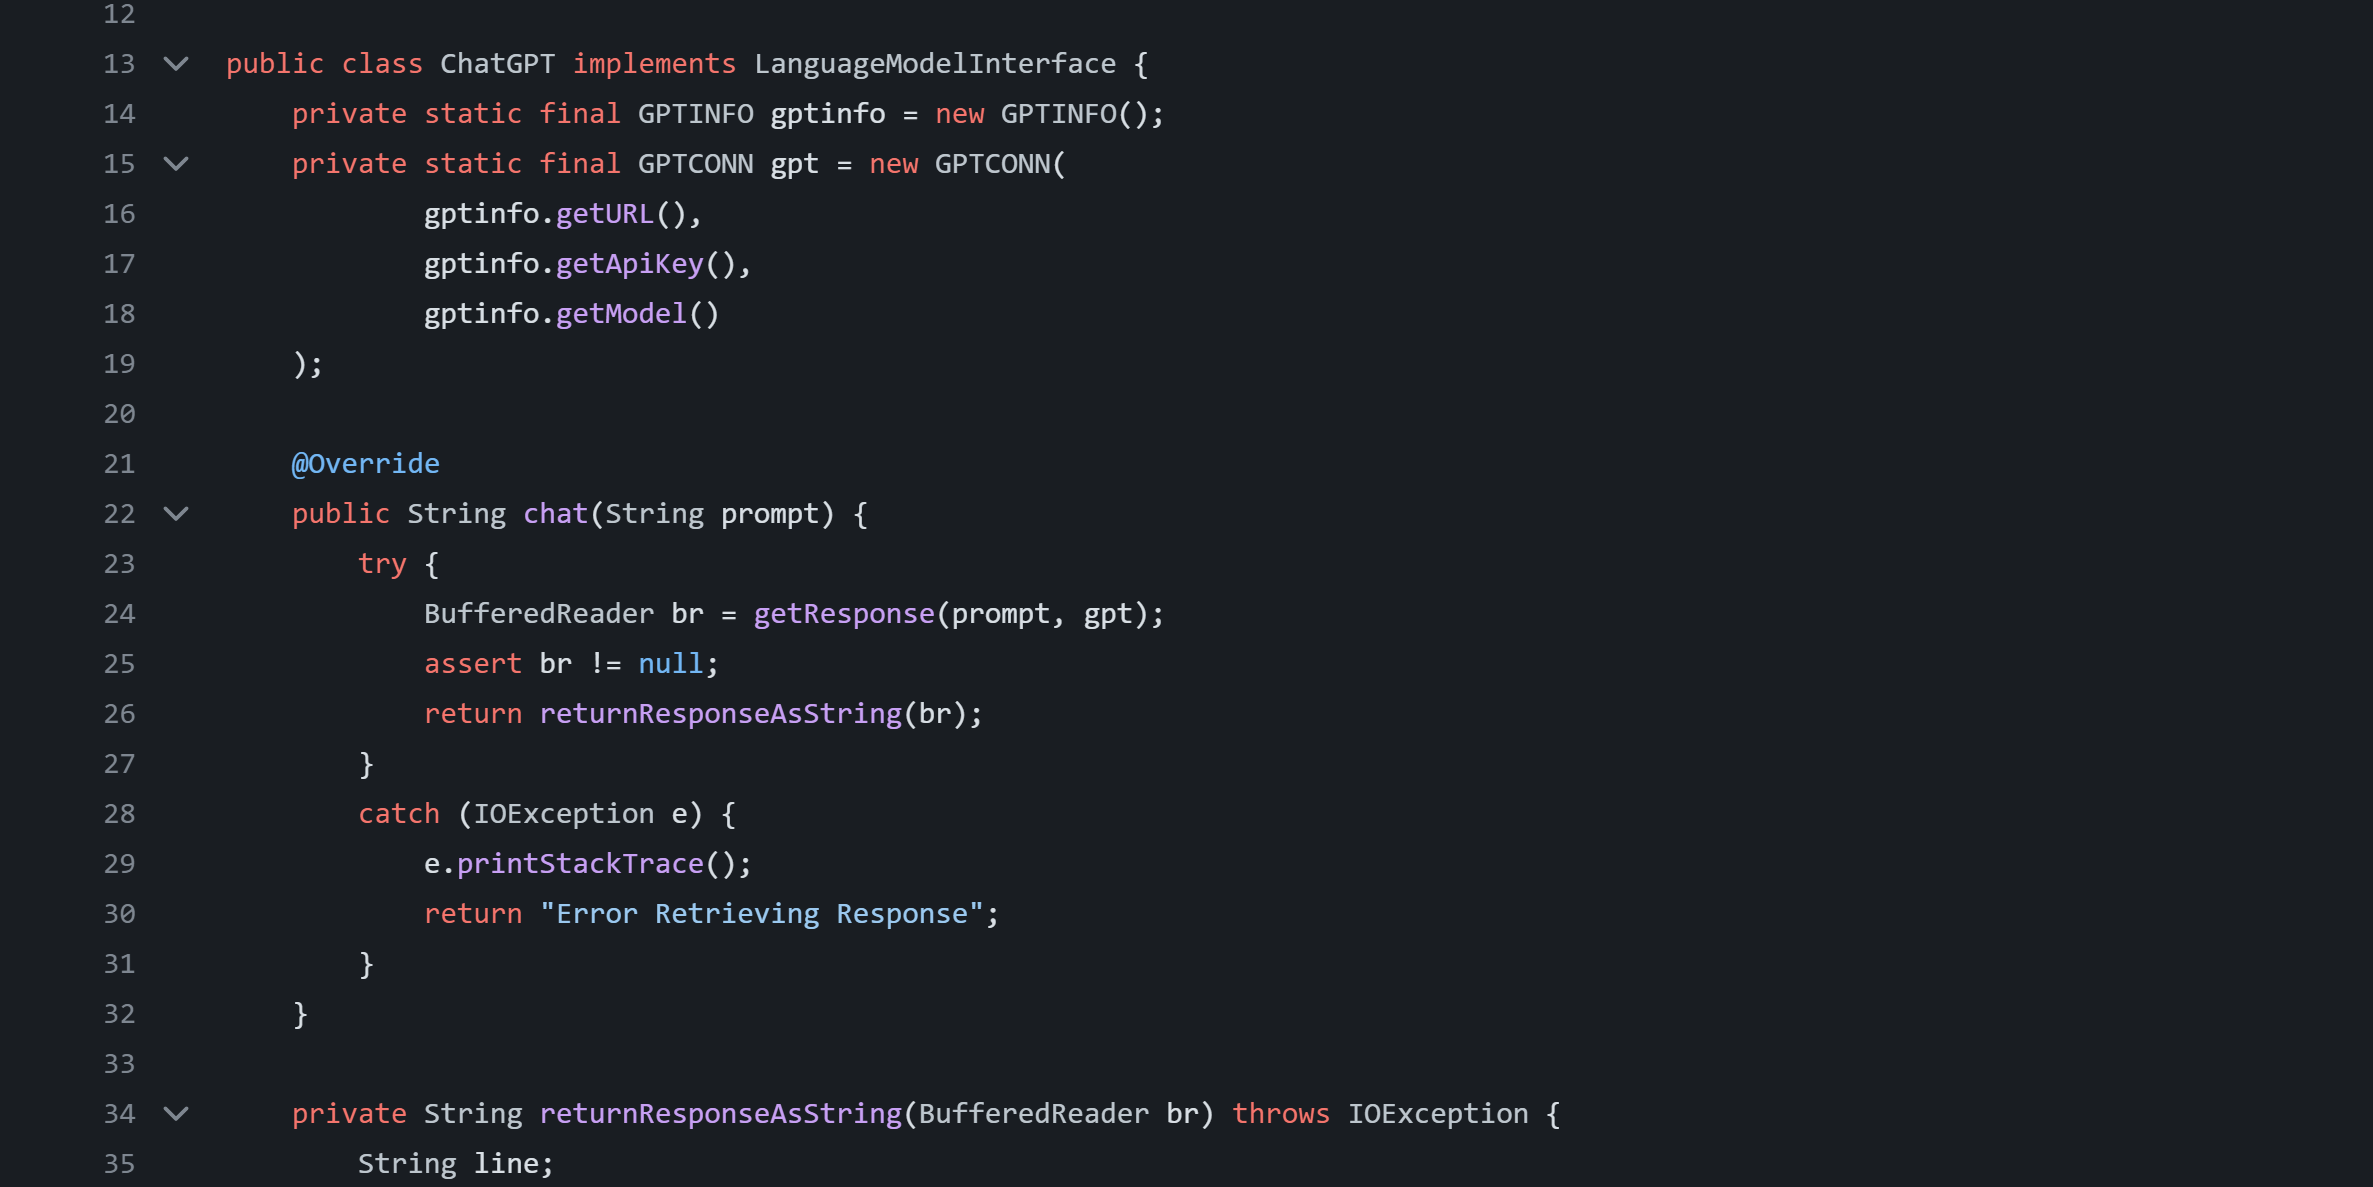 12
13 public class ChatGPT implements LanguageModelInterface {
14     private static final GPTINFO gptinfo = new GPTINFO();
15     private static final GPTCONN gpt = new GPTCONN(
16             gptinfo.getURL(),
17             gptinfo.getApiKey(),
18             gptinfo.getModel()
19     );
20
21     @Override
22     public String chat(String prompt) {
23         try {
24             BufferedReader br = getResponse(prompt, gpt);
25             assert br != null;
26             return returnResponseAsString(br);
27         }
28         catch (IOException e) {
29             e.printStackTrace();
30             return "Error Retrieving Response";
31         }
32     }
33
34     private String returnResponseAsString(BufferedReader br) throws IOException {
35         String line;